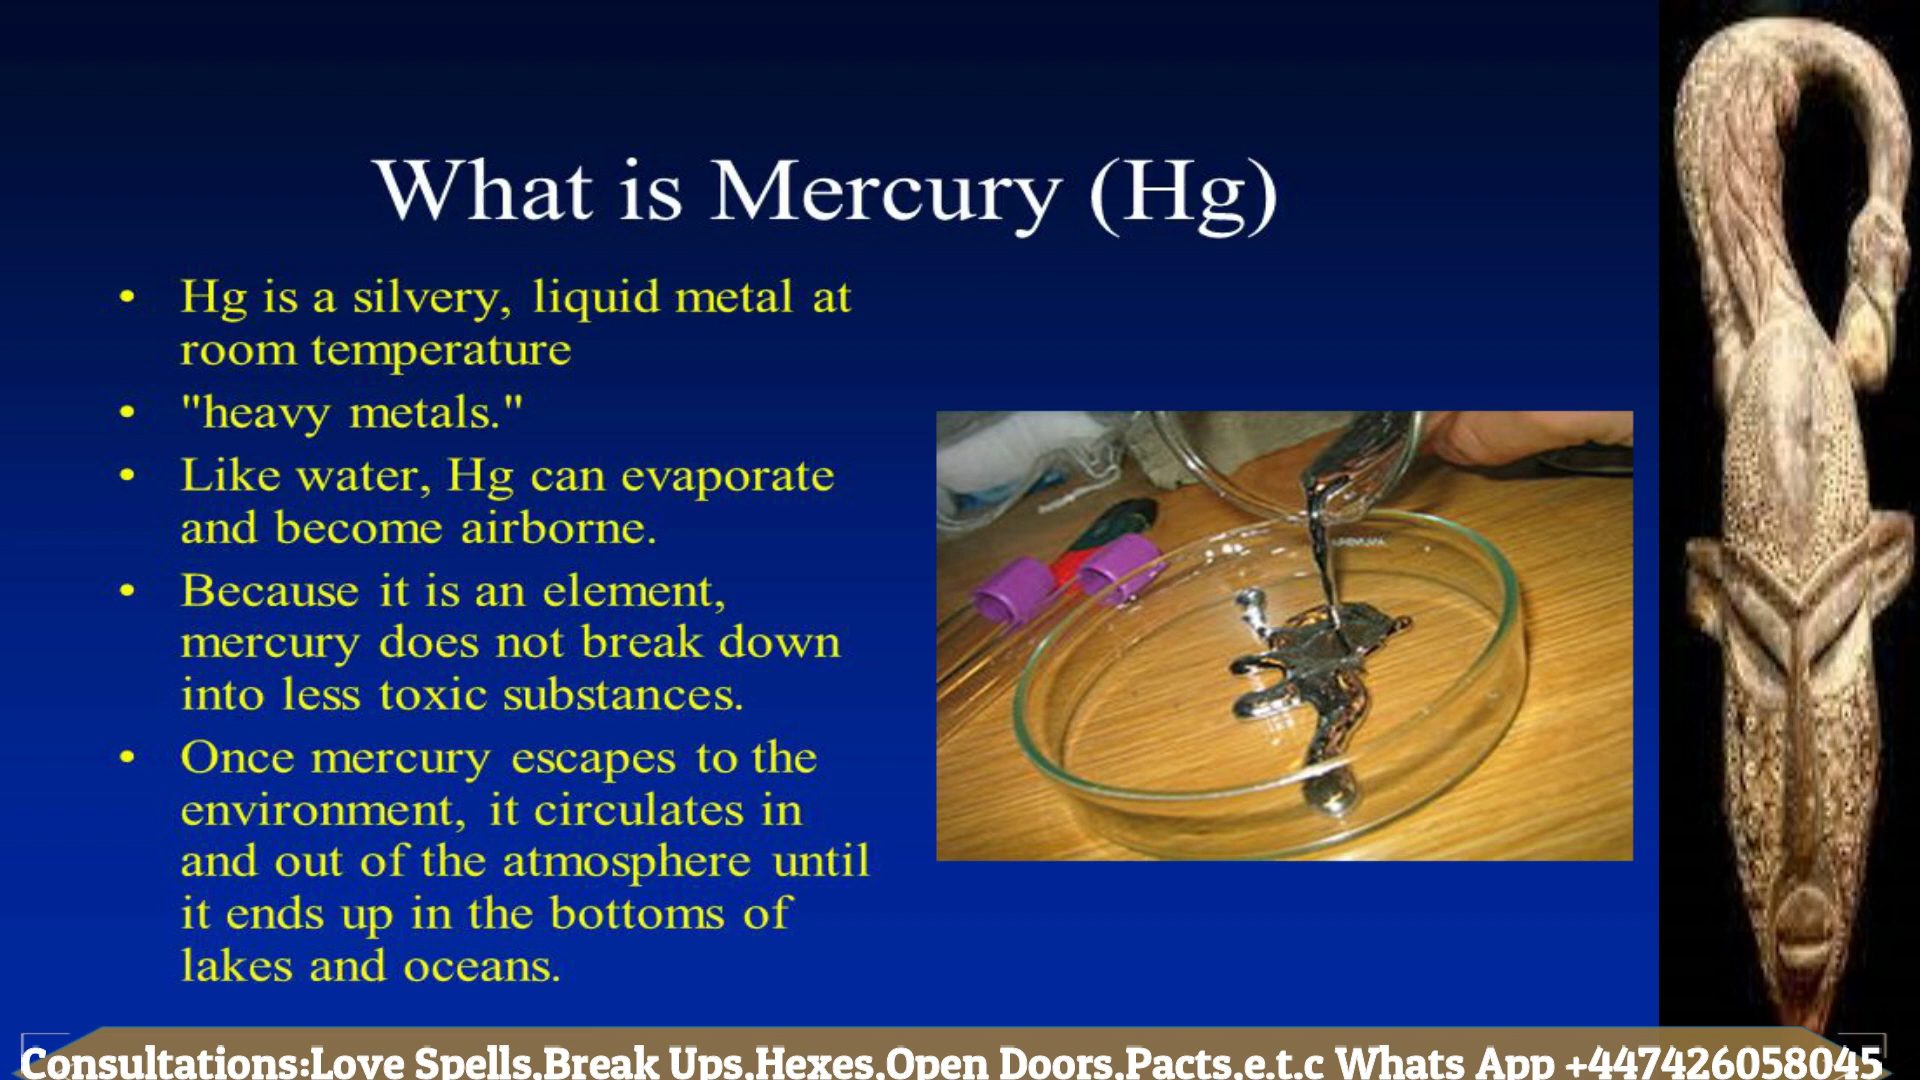 What is Mercury (Hg)
• Hg is a silvery, liquid metal at
room temperature
• "heavy metals."
• Like water, Hg can evaporate
and become airborne.
• Because it is an element,
mercury does not break down
into less toxic substances.
• Once mercury escapes to the
environment, it circulates in
and out of the atmosphere until
it ends up in the bottoms of
lakes and oceans.
Consultations:Love Spells,Break Ups,Hexes,Open Doors,Pacts,e.t.c Whats App +447426058045